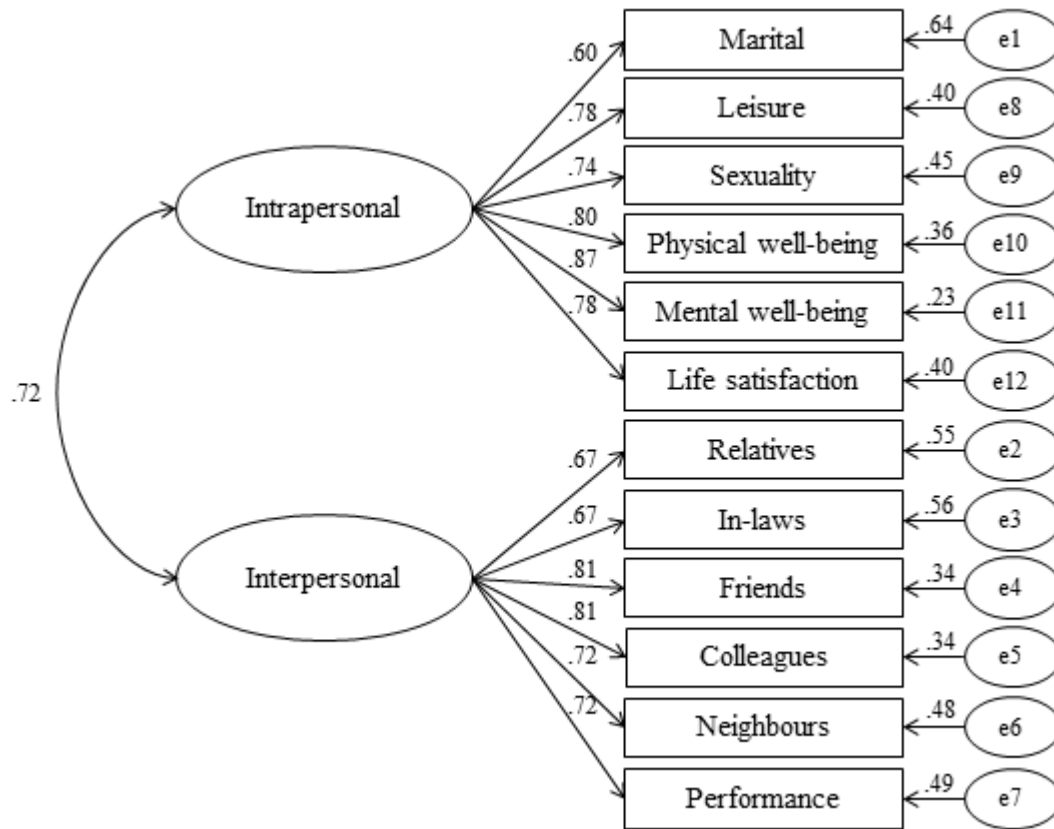 .60 Marital .64 e1
.78 Leisure .40 e8
.74 Sexuality .45 e9
Intrapersonal
.80 Physical well-being .36 e10
.87 Mental well-being .23 e11
.78 Life satisfaction .40 e12
.72
.67 Relatives .55 e2
.67 In-laws .56 e3
Interpersonal
.81 Friends .34 e4
.81 Colleagues .34 e5
.72 Neighbours .48 e6
.72 Performance .49 e7